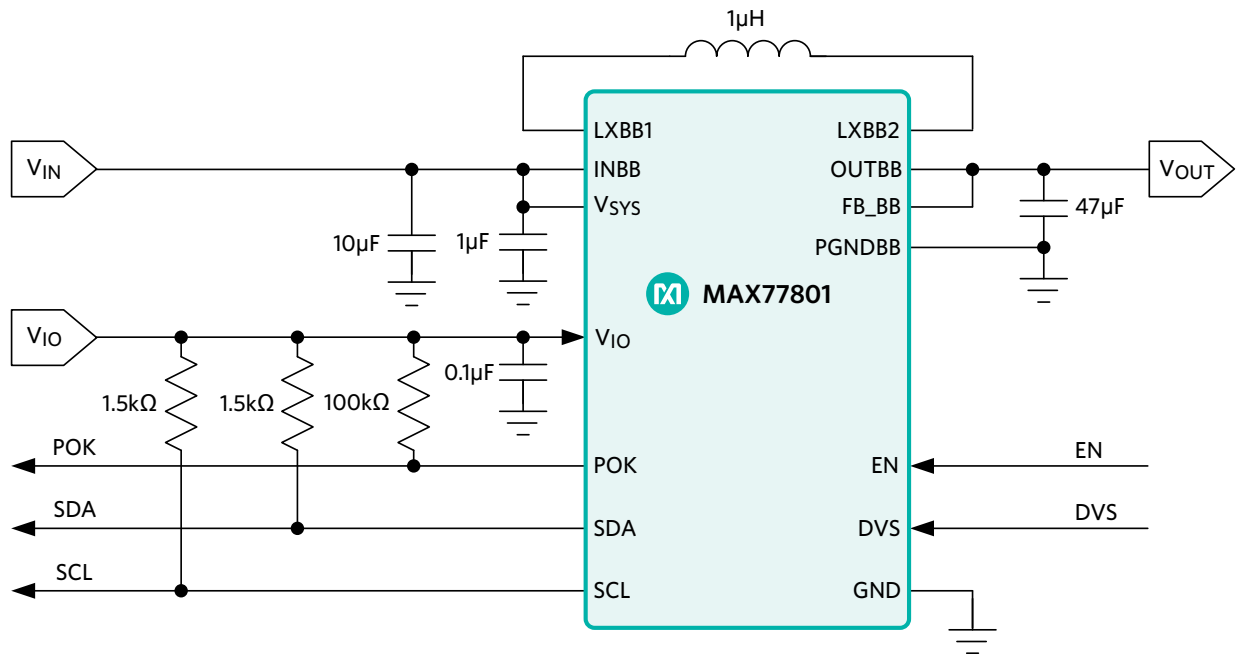 1µH
LXBB1
LXBB2
VIN
INBB
OUTBB
VOUT
VSYS
FB_BB
10µF
1µF
47µF
PGNDBB
MAX77801
VIO
VIO
0.1µF
1.5kΩ
1.5kΩ
100kΩ
POK
POK
EN
EN
SDA
SDA
DVS
DVS
SCL
SCL
GND